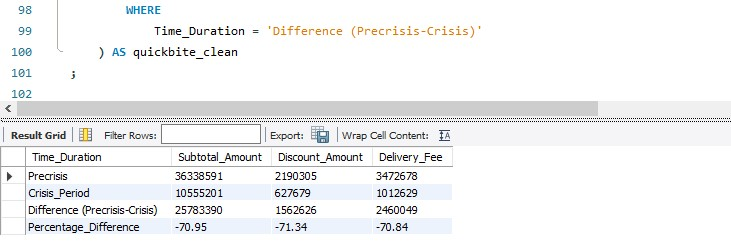 98 WHERE
99 Time_Duration = 'Difference (Precrisis-Crisis)'
100 ) AS quickbite_clean
101 ;
102
Result Grid Filter Rows: Export: Wrap Cell Content:
Time_Duration Subtotal_Amount Discount_Amount Delivery_Fee
Precrisis 36338591 2190305 3472678
Crisis_Period 10555201 627679 1012629
Difference (Precrisis-Crisis) 25783390 1562626 2460049
Percentage_Difference -70.95 -71.34 -70.84